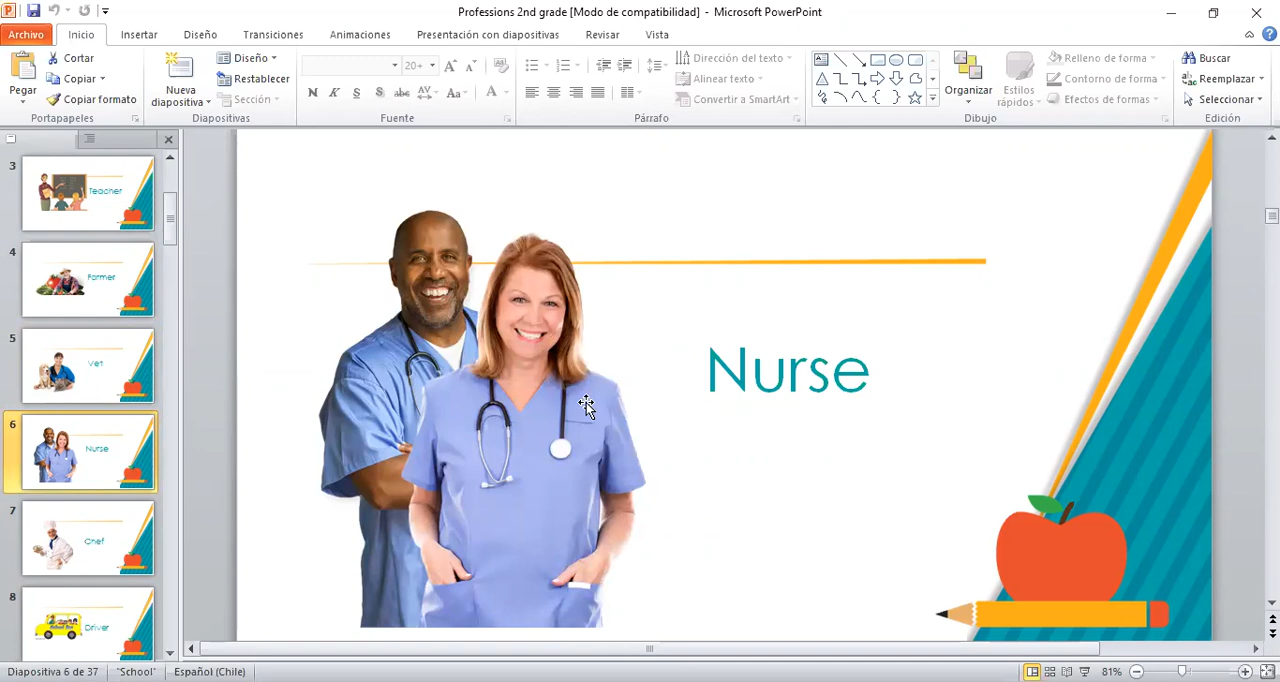 Professions 2nd grade [Modo de compatibilidad] - Microsoft PowerPoint
Archivo Inicio Insertar Diseño Transiciones Animaciones Presentación con diapositivas Revisar Vista
Pegar
Cortar
Copiar
Copiar formato
Portapapeles
Nueva diapositiva
Diseño
Restablecer
Sección
Diapositivas
20+
N K S S abc AV Aa A
Fuente
Dirección del texto
Alinear texto
Convertir a SmartArt
Párrafo
Organizar
Estilos rápidos
Relleno de forma
Contorno de forma
Efectos de formas
Dibujo
Buscar
Reemplazar
Seleccionar
Edición
3
Teacher
4
Farmer
5
Vet
6
Nurse
7
Chef
8
Driver
Nurse
Diapositiva 6 de 37 "School" Español (Chile) 81%